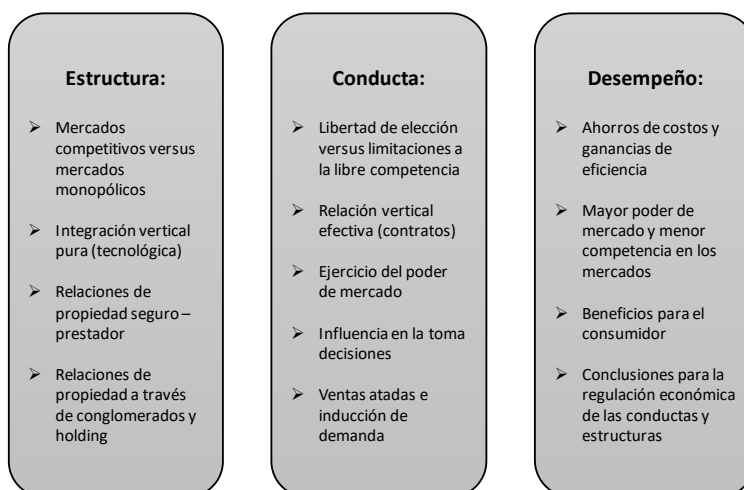 Estructura:
➢ Mercados
competitivos versus
mercados
monopólicos
➢ Integración vertical
pura (tecnológica)
➢ Relaciones de
propiedad seguro –
prestador
➢ Relaciones de
propiedad a través
de conglomerados y
holding
Conducta:
➢ Libertad de elección
versus limitaciones a
la libre competencia
➢ Relación vertical
efectiva (contratos)
➢ Ejercicio del poder
de mercado
➢ Influencia en la toma
decisiones
➢ Ventas atadas e
inducción de
demanda
Desempeño:
➢ Ahorros de costos y
ganancias de
eficiencia
➢ Mayor poder de
mercado y menor
competencia en los
mercados
➢ Beneficios para el
consumidor
➢ Conclusiones para la
regulación económica
de las conductas y
estructuras